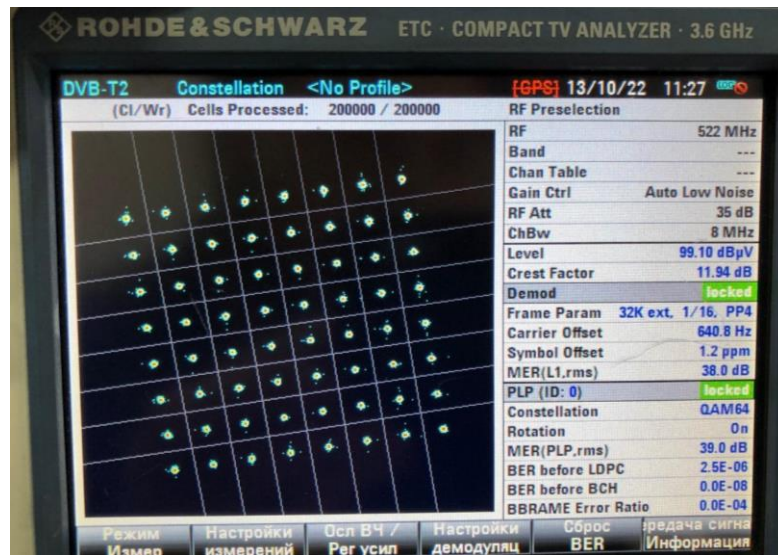 ROHDE&SCHWARZ ETC · COMPACT TV ANALYZER · 3.6 GHz
DVB-T2 Constellation <No Profile> [GPS] 13/10/22 11:27
(Cl/Wr) Cells Processed: 200000 / 200000
RF Preselection
RF 522 MHz
Band ---
Chan Table ---
Gain Ctrl Auto Low Noise
RF Att 35 dB
ChBw 8 MHz
Level 99.10 dBµV
Crest Factor 11.94 dB
Demod locked
Frame Param 32K ext, 1/16, PP4
Carrier Offset 640.8 Hz
Symbol Offset 1.2 ppm
MER(L1,rms) 38.0 dB
PLP (ID: 0) locked
Constellation QAM64
Rotation On
MER(PLP,rms) 39.0 dB
BER before LDPC 2.5E-06
BER before BCH 0.0E-08
BBRAME Error Ratio 0.0E-04
Режим Настройки Осл ВЧ / Настройки Сброс ередача сигна
Измер измерений Рег усил демодуляц BER Информация